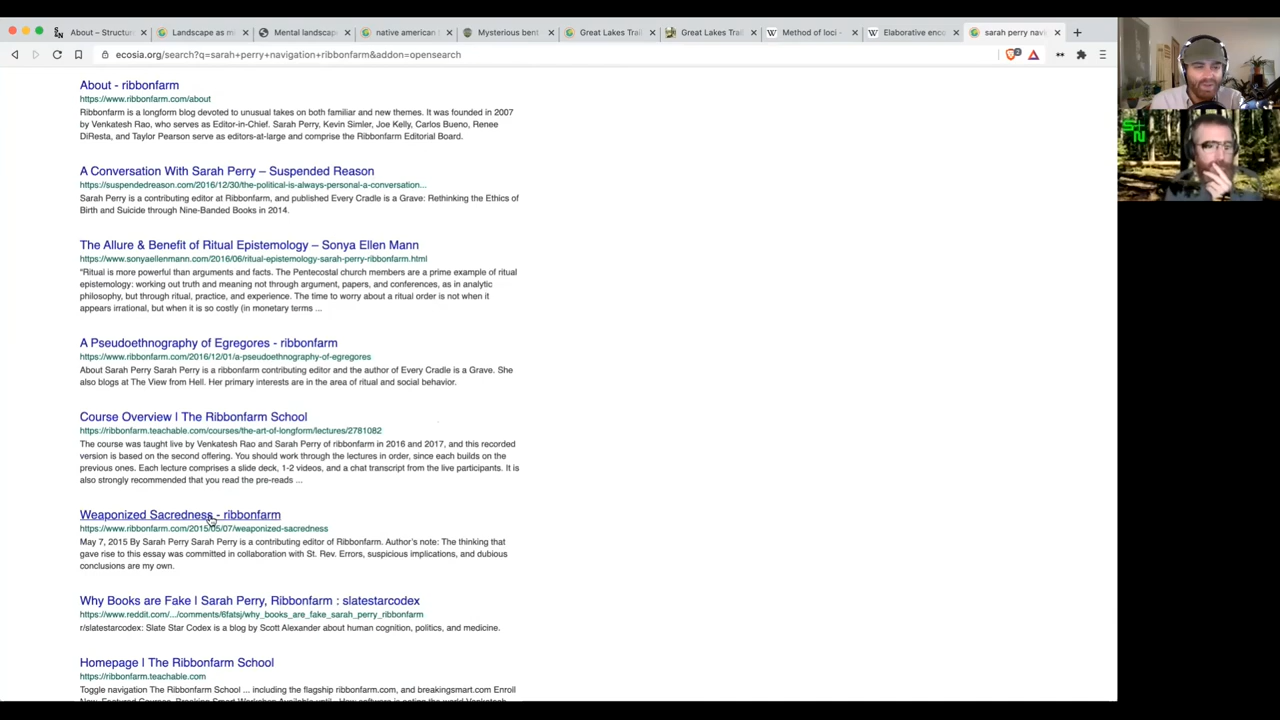 About – Structur
Landscape as m
Mental landscap
native american
Mysterious bent
Great Lakes Trai
Great Lakes Trai
Method of loci -
Elaborative enco
sarah perry navi
ecosia.org/search?q=sarah+perry+navigation+ribbonfarm&addon=opensearch
About - ribbonfarm
https://www.ribbonfarm.com/about
Ribbonfarm is a longform blog devoted to unusual takes on both familiar and new themes. It was founded in 2007
by Venkatesh Rao, who serves as Editor-in-Chief. Sarah Perry, Kevin Simler, Joe Kelly, Carlos Bueno, Renee
DiResta, and Taylor Pearson serve as editors-at-large and comprise the Ribbonfarm Editorial Board.
A Conversation With Sarah Perry – Suspended Reason
https://suspendedreason.com/2016/12/30/the-political-is-always-personal-a-conversation...
Sarah Perry is a contributing editor at Ribbonfarm, and published Every Cradle is a Grave: Rethinking the Ethics of
Birth and Suicide through Nine-Banded Books in 2014.
The Allure & Benefit of Ritual Epistemology – Sonya Ellen Mann
https://www.sonyaellenmann.com/2016/06/ritual-epistemology-sarah-perry-ribbonfarm.html
“Ritual is more powerful than arguments and facts. The Pentecostal church members are a prime example of ritual
epistemology: working out truth and meaning not through argument, papers, and conferences, as in analytic
philosophy, but through ritual, practice, and experience. The time to worry about a ritual order is not when it
appears irrational, but when it is so costly (in monetary terms ...
A Pseudoethnography of Egregores - ribbonfarm
https://www.ribbonfarm.com/2016/12/01/a-pseudoethnography-of-egregores
About Sarah Perry Sarah Perry is a ribbonfarm contributing editor and the author of Every Cradle is a Grave. She
also blogs at The View from Hell. Her primary interests are in the area of ritual and social behavior.
Course Overview | The Ribbonfarm School
https://ribbonfarm.teachable.com/courses/the-art-of-longform/lectures/2781082
The course was taught live by Venkatesh Rao and Sarah Perry of ribbonfarm in 2016 and 2017, and this recorded
version is based on the second offering. You should work through the lectures in order, since each builds on the
previous ones. Each lecture comprises a slide deck, 1-2 videos, and a chat transcript from the live participants. It is
also strongly recommended that you read the pre-reads ...
Weaponized Sacredness - ribbonfarm
https://www.ribbonfarm.com/2015/05/07/weaponized-sacredness
May 7, 2015 By Sarah Perry Sarah Perry is a contributing editor of Ribbonfarm. Author's note: The thinking that
gave rise to this essay was committed in collaboration with St. Rev. Errors, suspicious implications, and dubious
conclusions are my own.
Why Books are Fake | Sarah Perry, Ribbonfarm : slatestarcodex
https://www.reddit.com/.../comments/6fatsj/why_books_are_fake_sarah_perry_ribbonfarm
r/slatestarcodex: Slate Star Codex is a blog by Scott Alexander about human cognition, politics, and medicine.
Homepage | The Ribbonfarm School
https://ribbonfarm.teachable.com
Toggle navigation The Ribbonfarm School ... including the flagship ribbonfarm.com, and breakingsmart.com Enroll